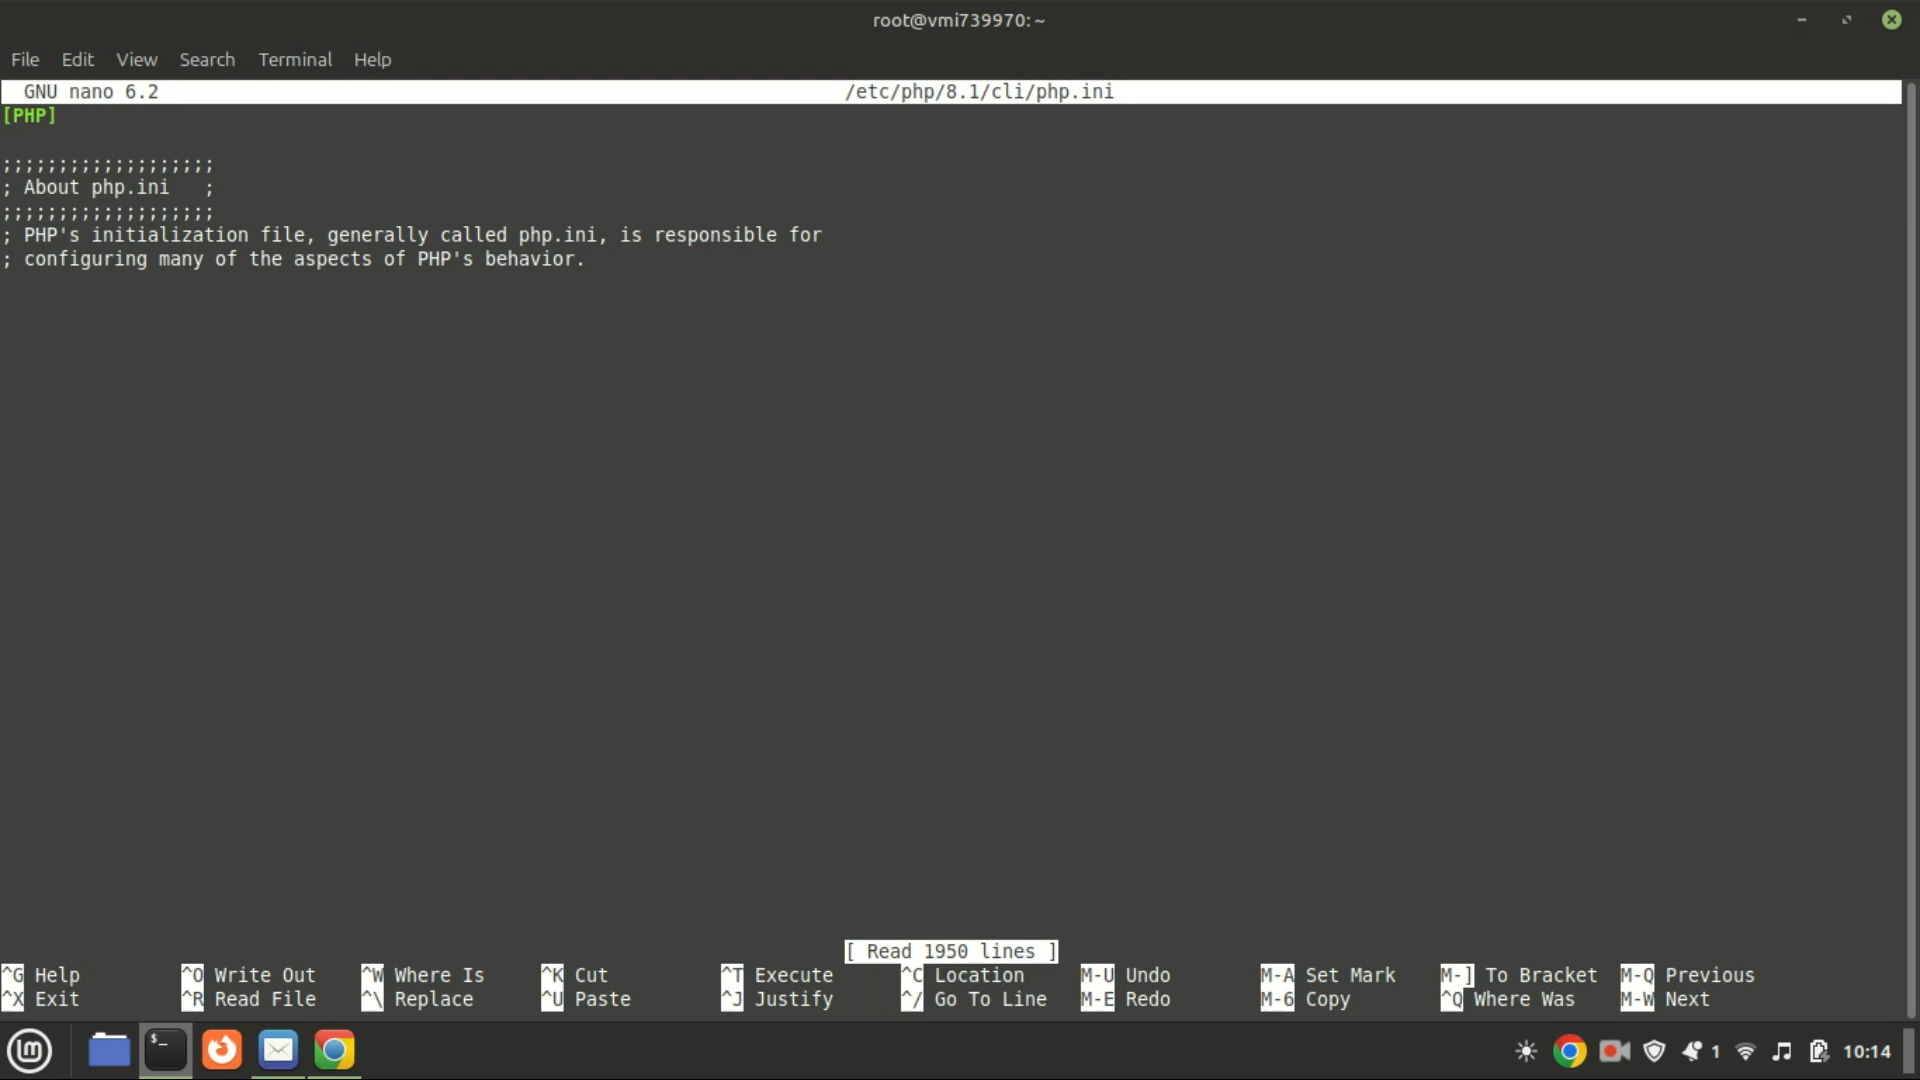 root@vmi739970: ~
File Edit View Search Terminal Help
GNU nano 6.2 /etc/php/8.1/cli/php.ini
[PHP]
;;;;;;;;;;;;;;;;;;;
; About php.ini   ;
;;;;;;;;;;;;;;;;;;;
; PHP's initialization file, generally called php.ini, is responsible for
; configuring many of the aspects of PHP's behavior.
[ Read 1950 lines ]
^G Help ^O Write Out ^W Where Is ^K Cut ^T Execute ^C Location M-U Undo M-A Set Mark M-] To Bracket M-Q Previous
^X Exit ^R Read File ^\ Replace ^U Paste ^J Justify ^/ Go To Line M-E Redo M-6 Copy ^Q Where Was M-W Next
$_ lm 1 10:14